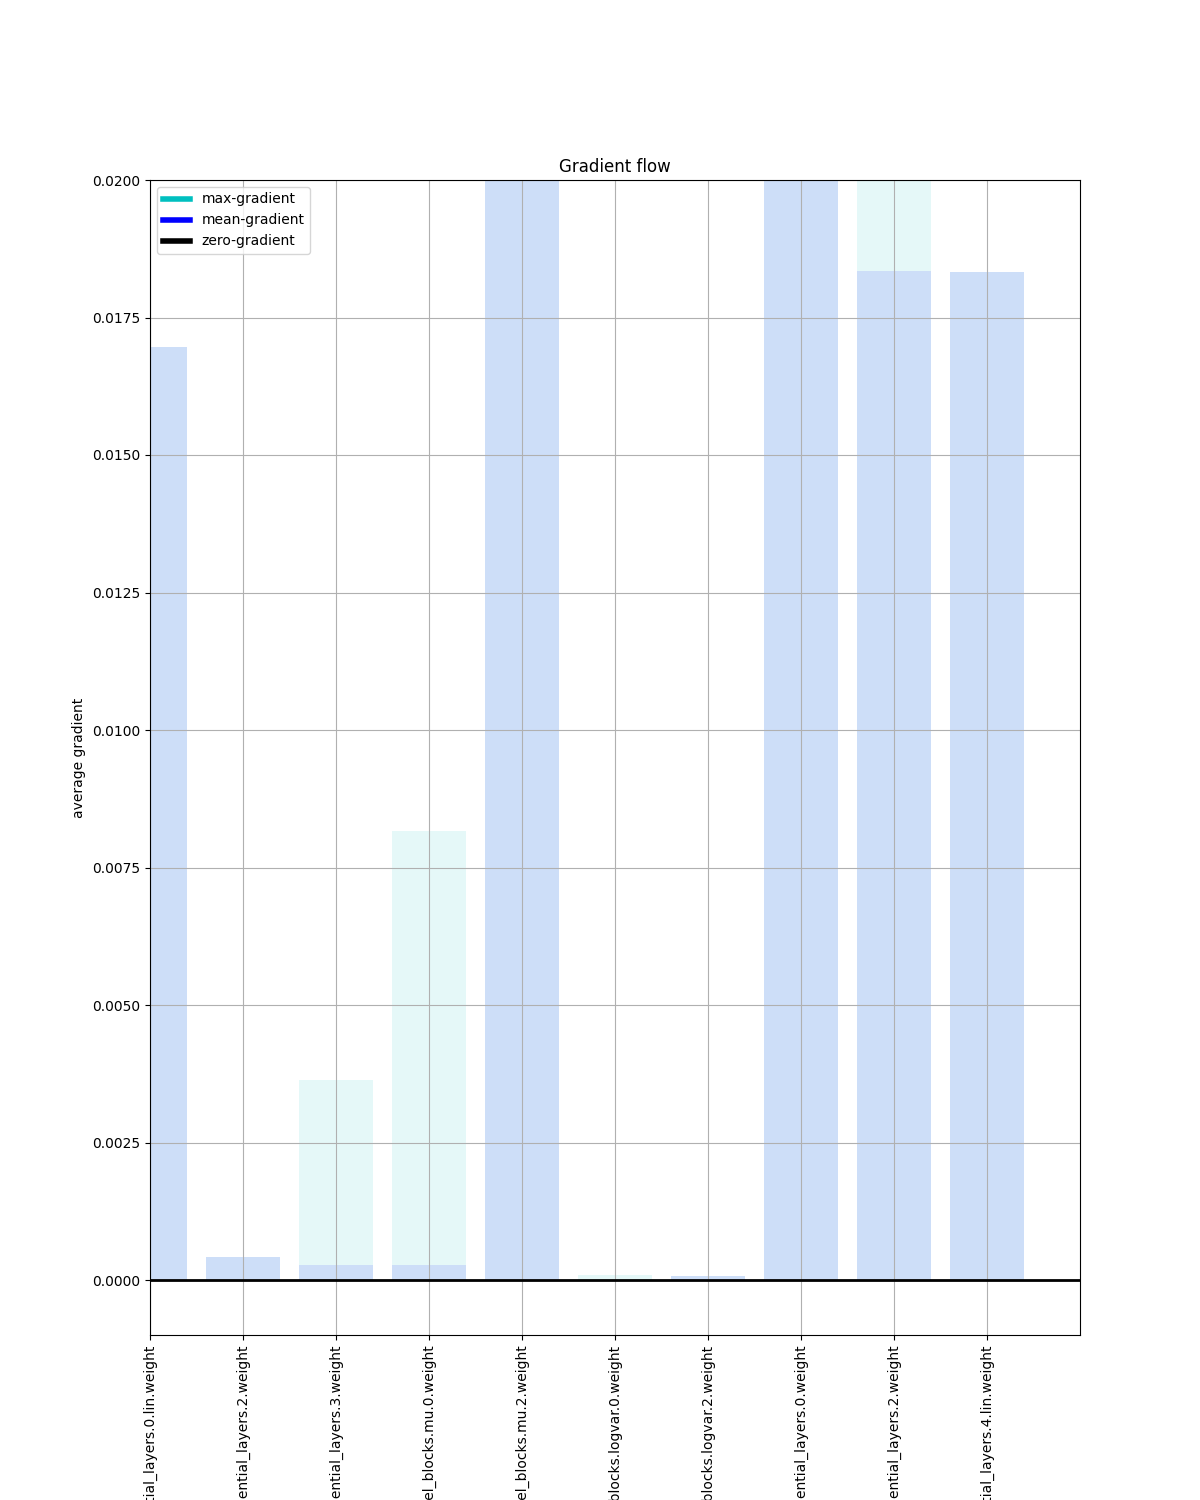 Gradient flow
max-gradient
mean-gradient
zero-gradient
0.0200
0.0175
0.0150
0.0125
0.0100
0.0075
0.0050
0.0025
0.0000
average gradient
tial_layers.0.lin.weight
ential_layers.2.weight
ential_layers.3.weight
el_blocks.mu.0.weight
el_blocks.mu.2.weight
blocks.logvar.0.weight
blocks.logvar.2.weight
ential_layers.0.weight
ential_layers.2.weight
tial_layers.4.lin.weight